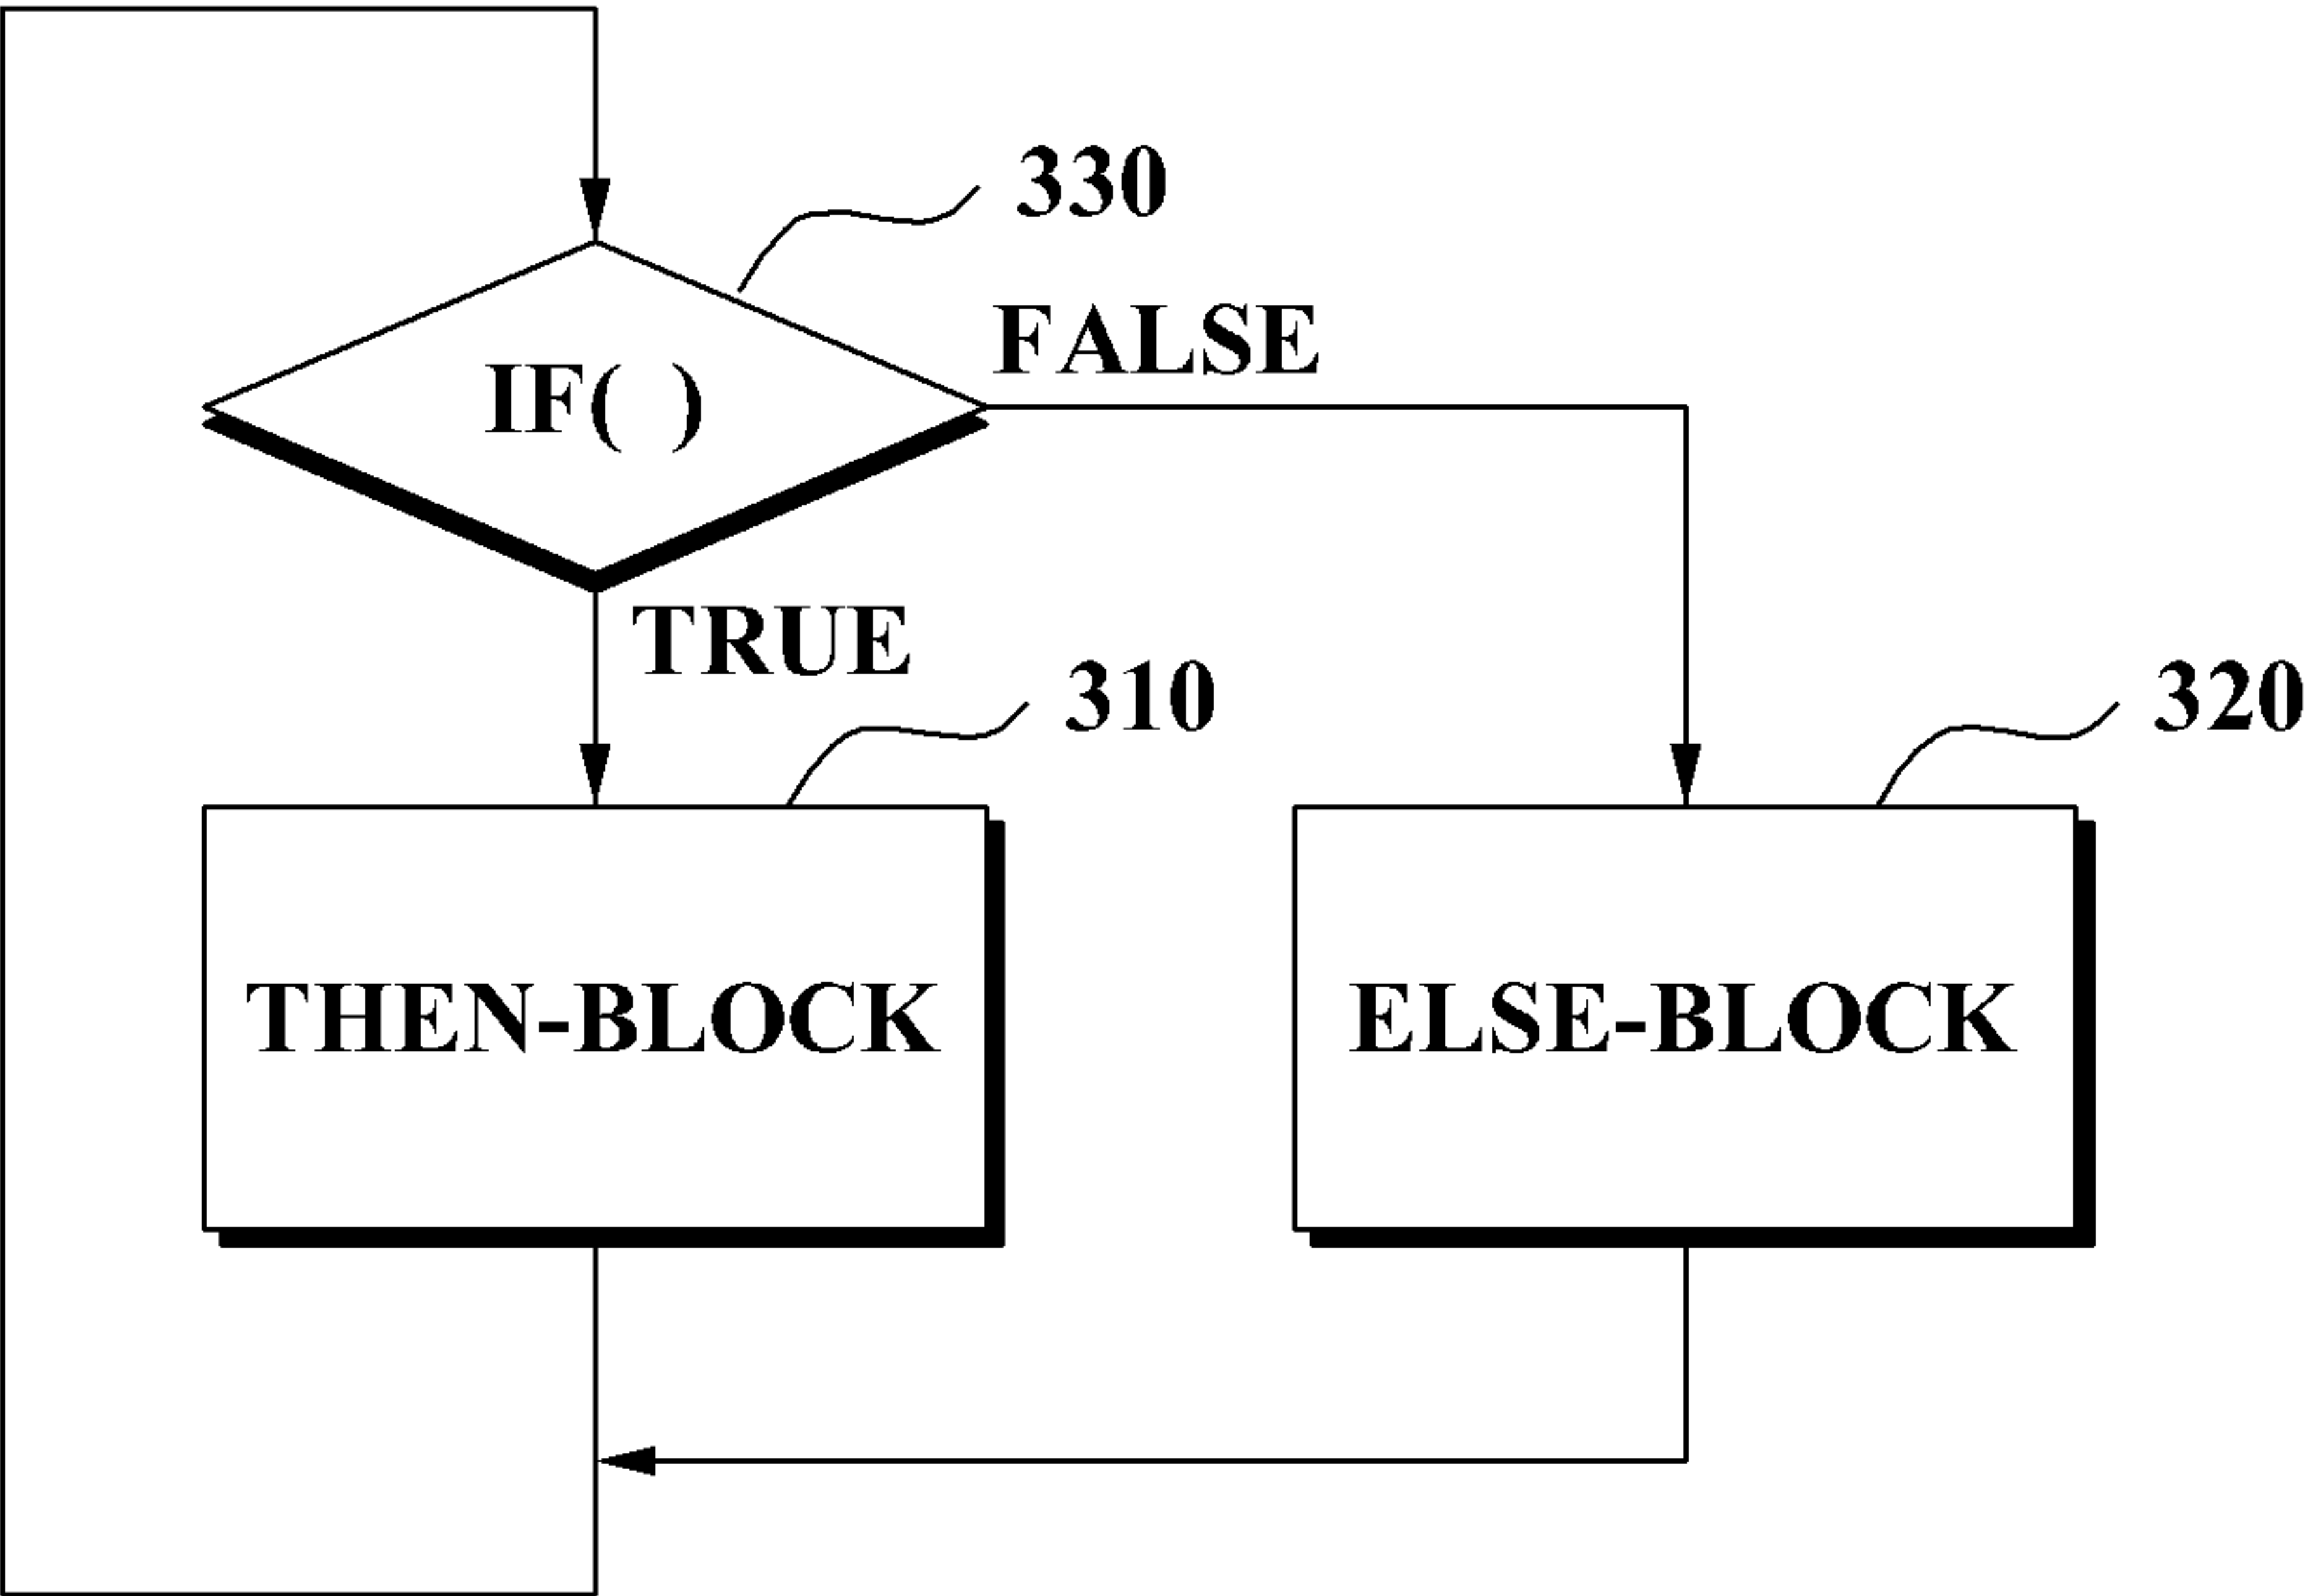 330
FALSE
IF( )
TRUE
310
320
THEN-BLOCK
ELSE-BLOCK